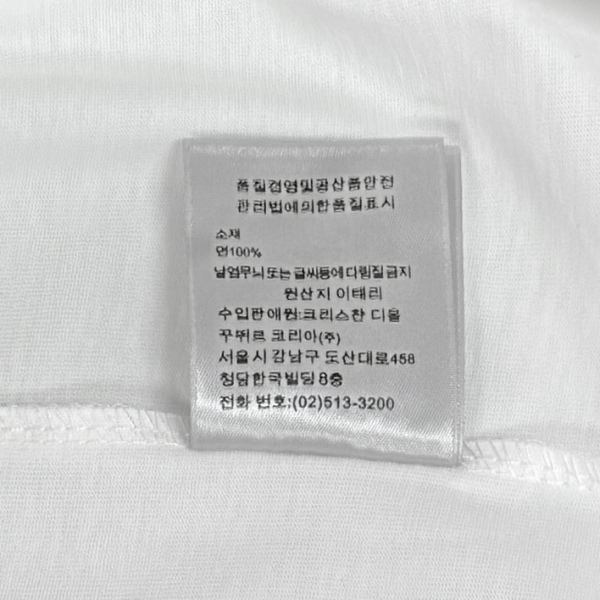 품질경영및공산품안전
관리법에의한품질표시
소재
면100%
날염무늬또는글씨등에다림질금지
원산지 이태리
수입판매원:크리스챤 디올
꾸뛰르 코리아(주)
서울시 강남구 도산대로458
청담한국빌딩 8층
전화 번호:(02)513-3200